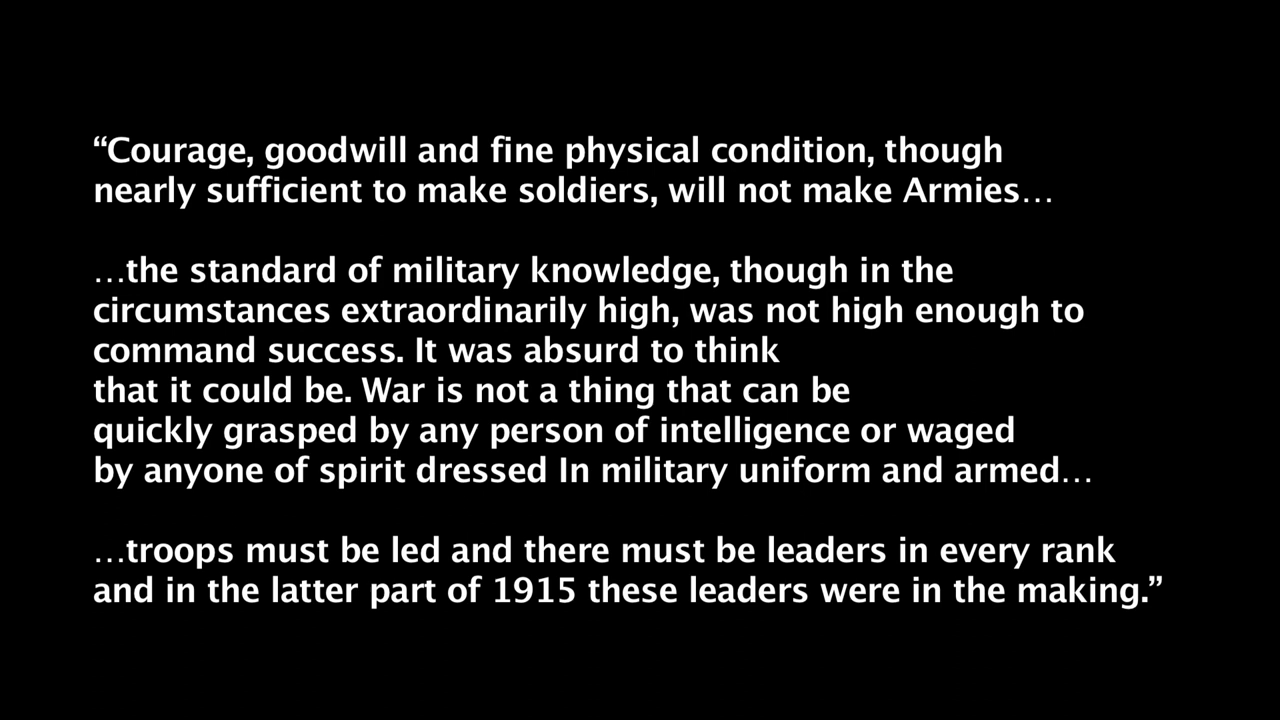 “Courage, goodwill and fine physical condition, though
nearly sufficient to make soldiers, will not make Armies…
…the standard of military knowledge, though in the
circumstances extraordinarily high, was not high enough to
command success. It was absurd to think
that it could be. War is not a thing that can be
quickly grasped by any person of intelligence or waged
by anyone of spirit dressed In military uniform and armed…
…troops must be led and there must be leaders in every rank
and in the latter part of 1915 these leaders were in the making.”